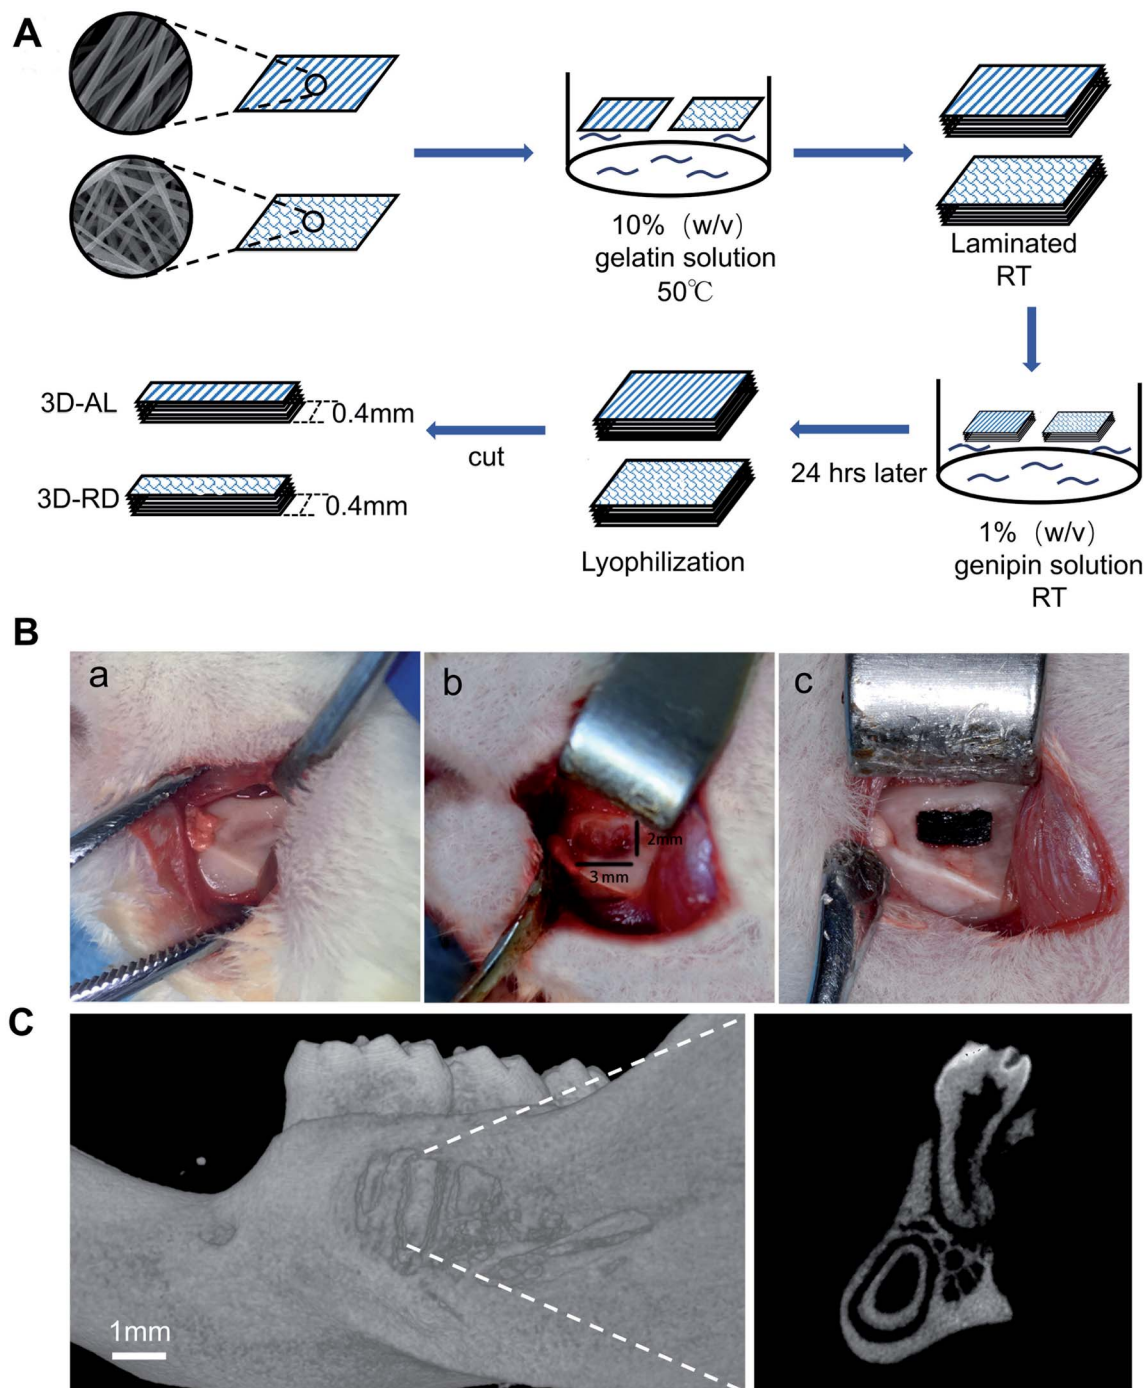 A
10% (w/v)
gelatin solution
50℃
Laminated
RT
3D-AL
0.4mm
3D-RD
0.4mm
cut
Lyophilization
24 hrs later
1% (w/v)
genipin solution
RT
B
a
b
2mm
3 mm
c
C
1mm